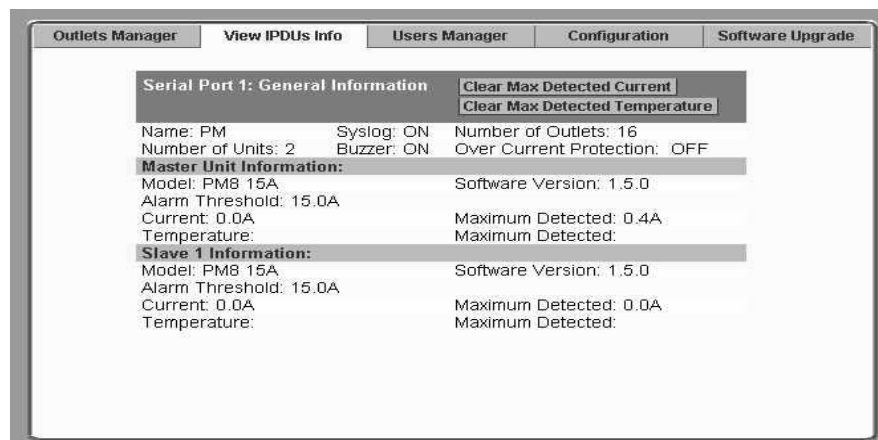 Outlets Manager View IPDUs Info Users Manager Configuration Software Upgrade
Serial Port 1: General Information Clear Max Detected Current
Clear Max Detected Temperature
Name: PM Syslog: ON Number of Outlets: 16
Number of Units: 2 Buzzer: ON Over Current Protection: OFF
Master Unit Information:
Model: PM8 15A Software Version: 1.5.0
Alarm Threshold: 15.0A
Current: 0.0A Maximum Detected: 0.4A
Temperature: Maximum Detected:
Slave 1 Information:
Model: PM8 15A Software Version: 1.5.0
Alarm Threshold: 15.0A
Current: 0.0A Maximum Detected: 0.0A
Temperature: Maximum Detected: